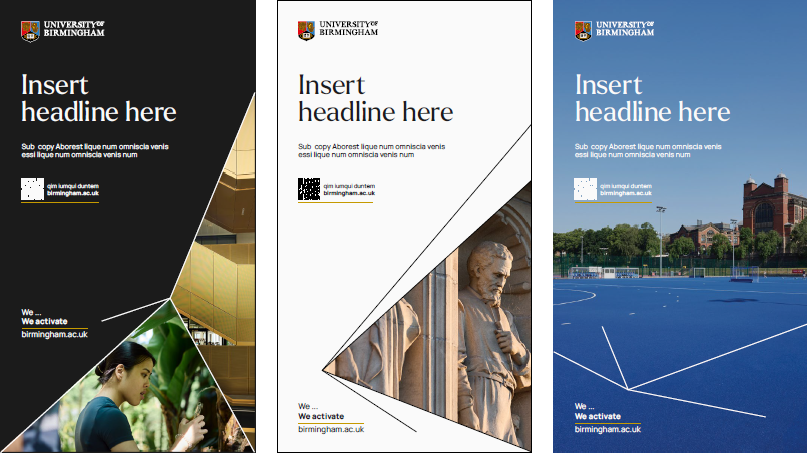 UNIVERSITY OF
BIRMINGHAM
Insert
headline here
Sub copy Aborest lique num omniscia venis
essi lique num omniscia venis num
qim iumqui duntem
birmingham.ac.uk
We ...
We activate
birmingham.ac.uk
UNIVERSITY OF
BIRMINGHAM
Insert
headline here
Sub copy Aborest lique num omniscia venis
essi lique num omniscia venis num
qim iumqui duntem
birmingham.ac.uk
We ...
We activate
birmingham.ac.uk
UNIVERSITY OF
BIRMINGHAM
Insert
headline here
Sub copy Aborest lique num omniscia venis
essi lique num omniscia venis num
qim iumqui duntem
birmingham.ac.uk
We ...
We activate
birmingham.ac.uk